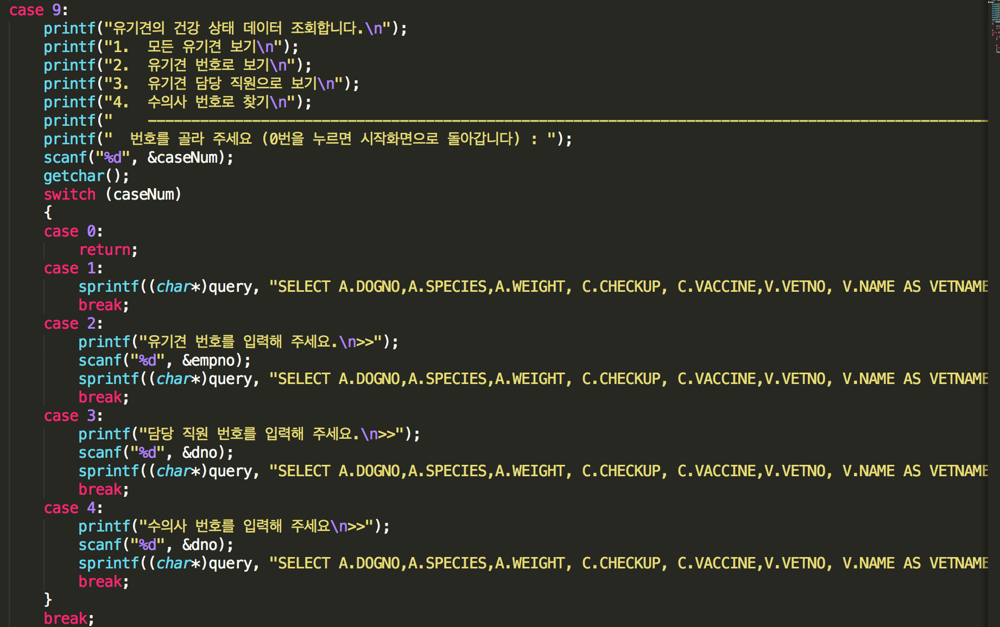 case 9:
    printf("유기견의 건강 상태 데이터 조회합니다.\n");
    printf("1.  모든 유기견 보기\n");
    printf("2.  유기견 번호로 보기\n");
    printf("3.  유기견 담당 직원으로 보기\n");
    printf("4.  수의사 번호로 찾기\n");
    printf("    —————————————————————————————————————————————————————————————————————————————————————————————————
    printf("  번호를 골라 주세요 (0번을 누르면 시작화면으로 돌아갑니다) : ");
    scanf("%d", &caseNum);
    getchar();
    switch (caseNum)
    {
    case 0:
        return;
    case 1:
        sprintf((char*)query, "SELECT A.DOGNO,A.SPECIES,A.WEIGHT, C.CHECKUP, C.VACCINE,V.VETNO, V.NAME AS VETNAME
        break;
    case 2:
        printf("유기견 번호를 입력해 주세요.\n>>");
        scanf("%d", &empno);
        sprintf((char*)query, "SELECT A.DOGNO,A.SPECIES,A.WEIGHT, C.CHECKUP, C.VACCINE,V.VETNO, V.NAME AS VETNAME
        break;
    case 3:
        printf("담당 직원 번호를 입력해 주세요.\n>>");
        scanf("%d", &dno);
        sprintf((char*)query, "SELECT A.DOGNO,A.SPECIES,A.WEIGHT, C.CHECKUP, C.VACCINE,V.VETNO, V.NAME AS VETNAME
        break;
    case 4:
        printf("수의사 번호를 입력해 주세요\n>>");
        scanf("%d", &dno);
        sprintf((char*)query, "SELECT A.DOGNO,A.SPECIES,A.WEIGHT, C.CHECKUP, C.VACCINE,V.VETNO, V.NAME AS VETNAME
        break;
    }
    break;